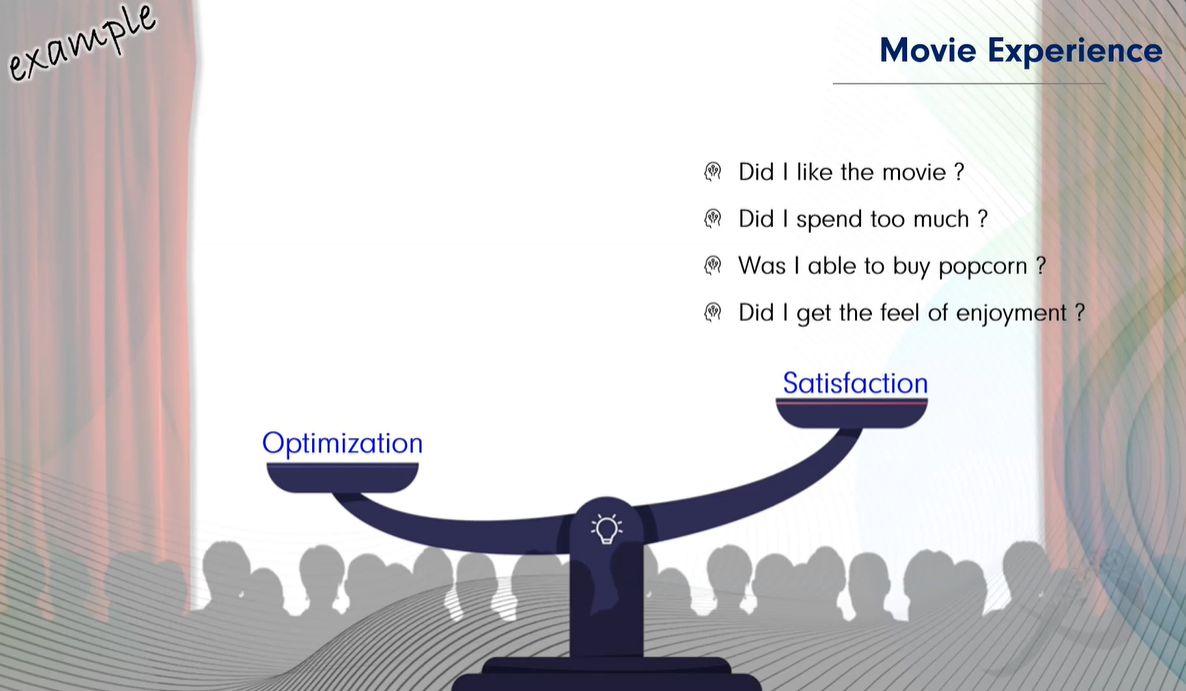 example
Movie Experience
Did I like the movie ?
Did I spend too much ?
Was I able to buy popcorn ?
Did I get the feel of enjoyment ?
Satisfaction
Optimization